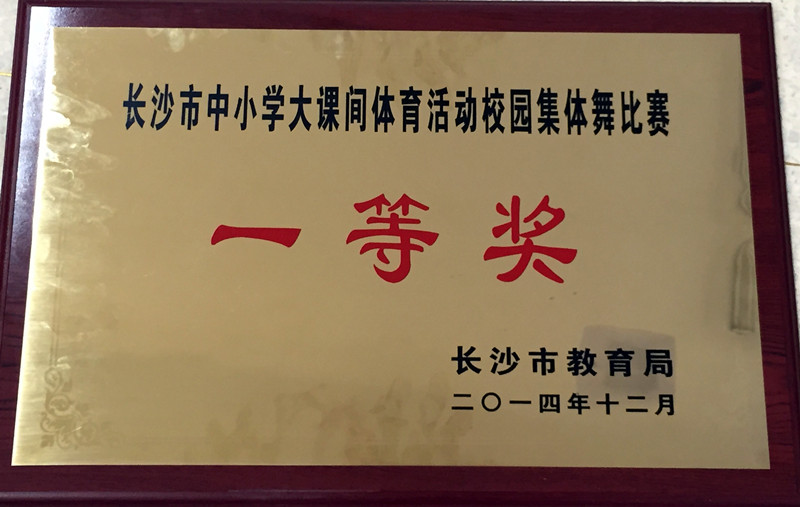 长沙市中小学大课间体育活动校园集体舞比赛
一等奖
长沙市教育局
二〇一四年十二月